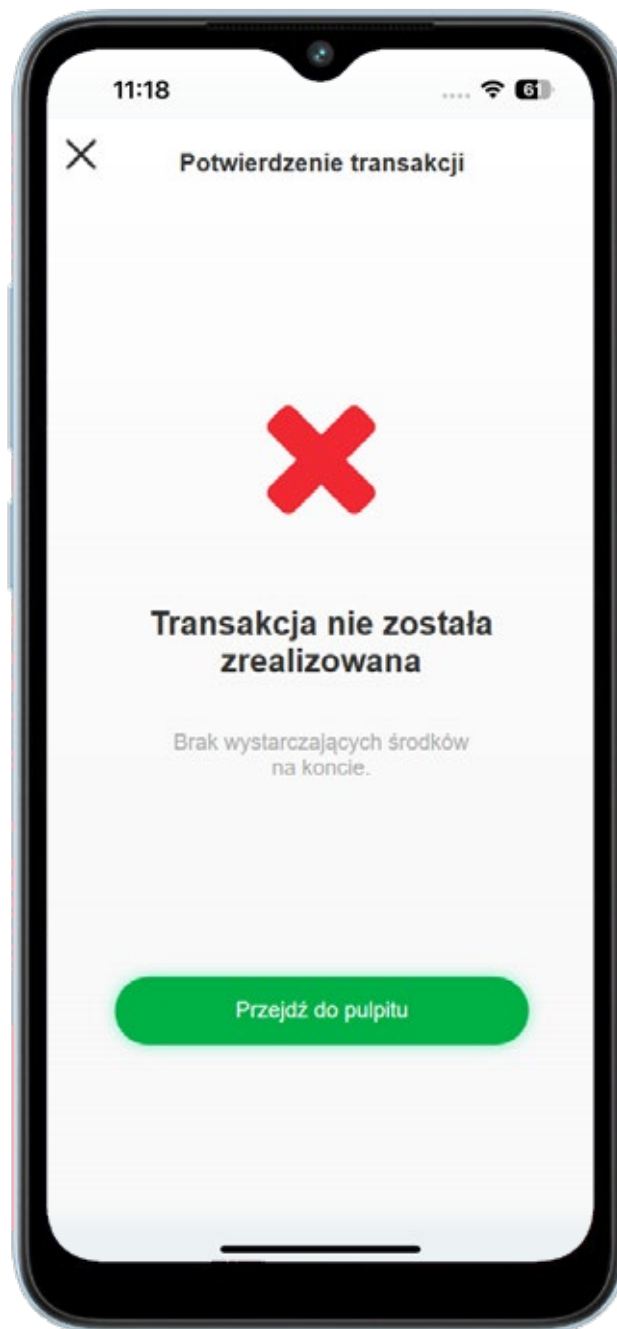 11:18
61
Potwierdzenie transakcji
Transakcja nie została
zrealizowana
Brak wystarczających środków
na koncie.
Przejdź do pulpitu